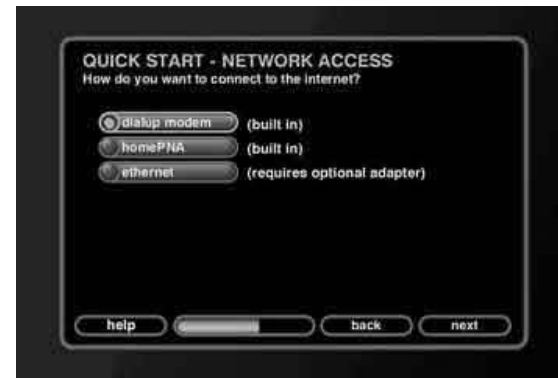 QUICK START - NETWORK ACCESS
How do you want to connect to the internet?
dialup modem (built in)
homePNA (built in)
ethernet (requires optional adapter)
help back next